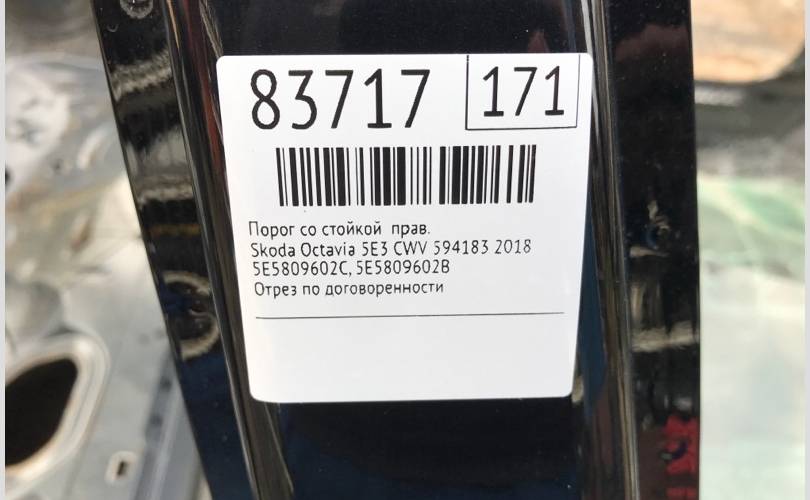 83717 171
Порог со стойкой прав.
Skoda Octavia 5E3 CWV 594183 2018
5E5809602C, 5E5809602B
Отрез по договоренности